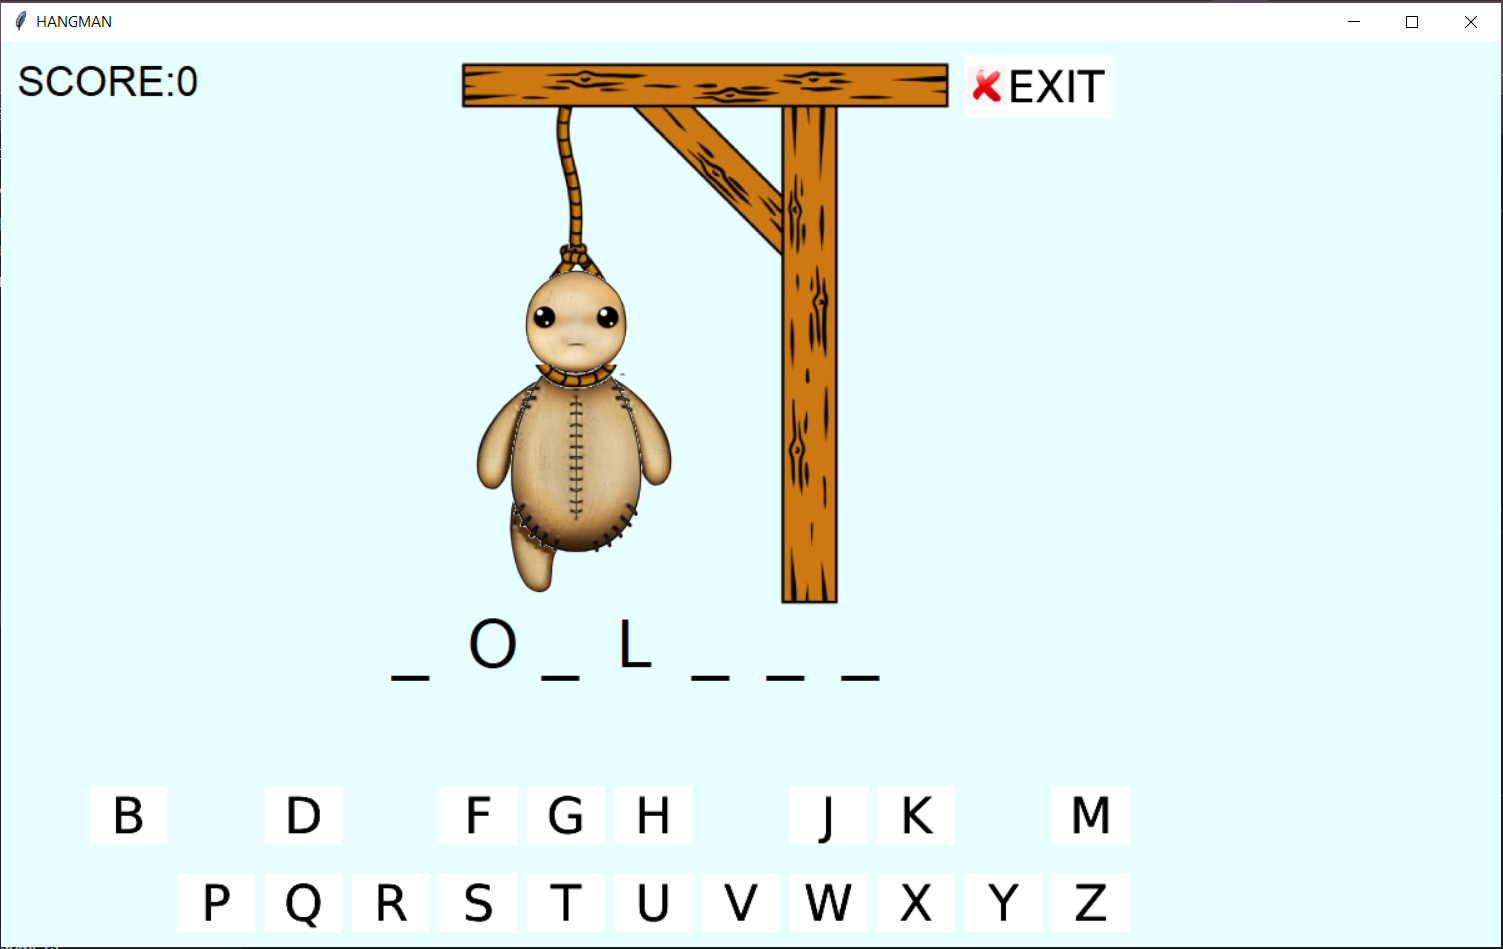 HANGMAN
SCORE:0
EXIT
_ O _ L _ _ _
B D F G H J K M
P Q R S T U V W X Y Z